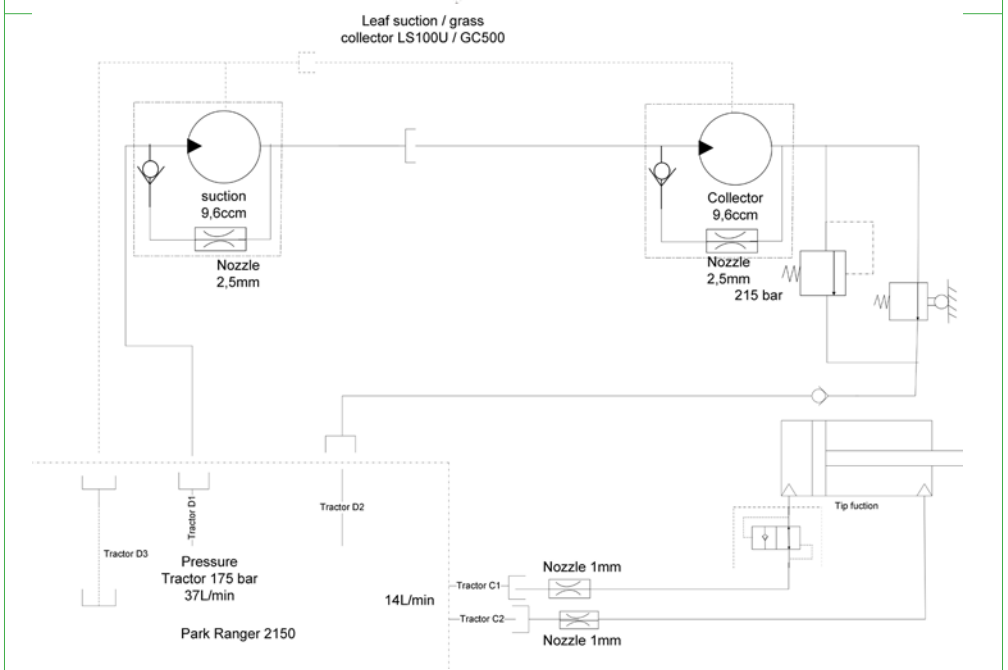 Leaf suction / grass
collector LS100U / GC500
suction
9,6ccm
Nozzle
2,5mm
Collector
9,6ccm
Nozzle
2,5mm
215 bar
Tractor D1
Tractor D2
Tractor D3
Pressure
Tractor 175 bar
37L/min
Park Ranger 2150
14L/min
Tip fuction
Nozzle 1mm
Tractor C1
Tractor C2
Nozzle 1mm